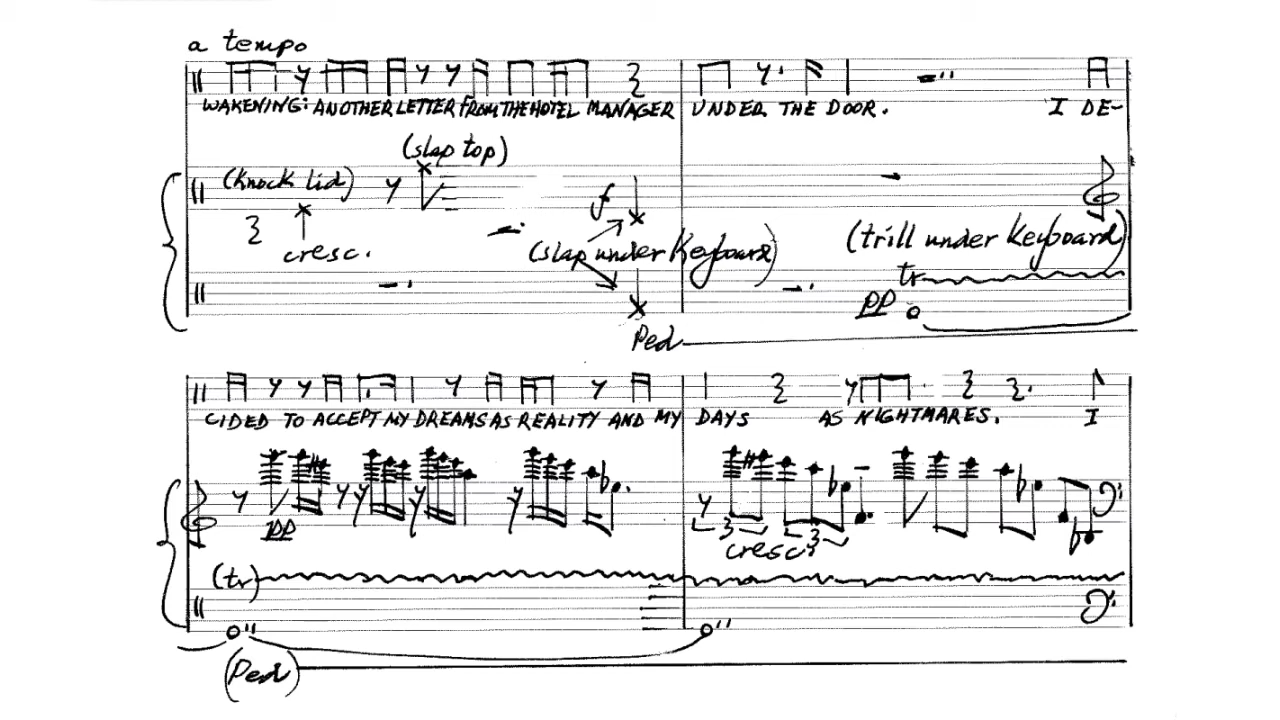 a tempo
WAKENING: ANOTHER LETTER FROM THE HOTEL MANAGER UNDER THE DOOR. I DE-
(slap top)
(Knock lid)
f
cresc.
(slap under Keyboard)
(trill under Keyboard)
tr
pp
Ped
CIDED TO ACCEPT MY DREAMS AS REALITY AND MY DAYS AS NIGHTMARES. I
pp
3 3
cresc.
(tr)
(Ped)